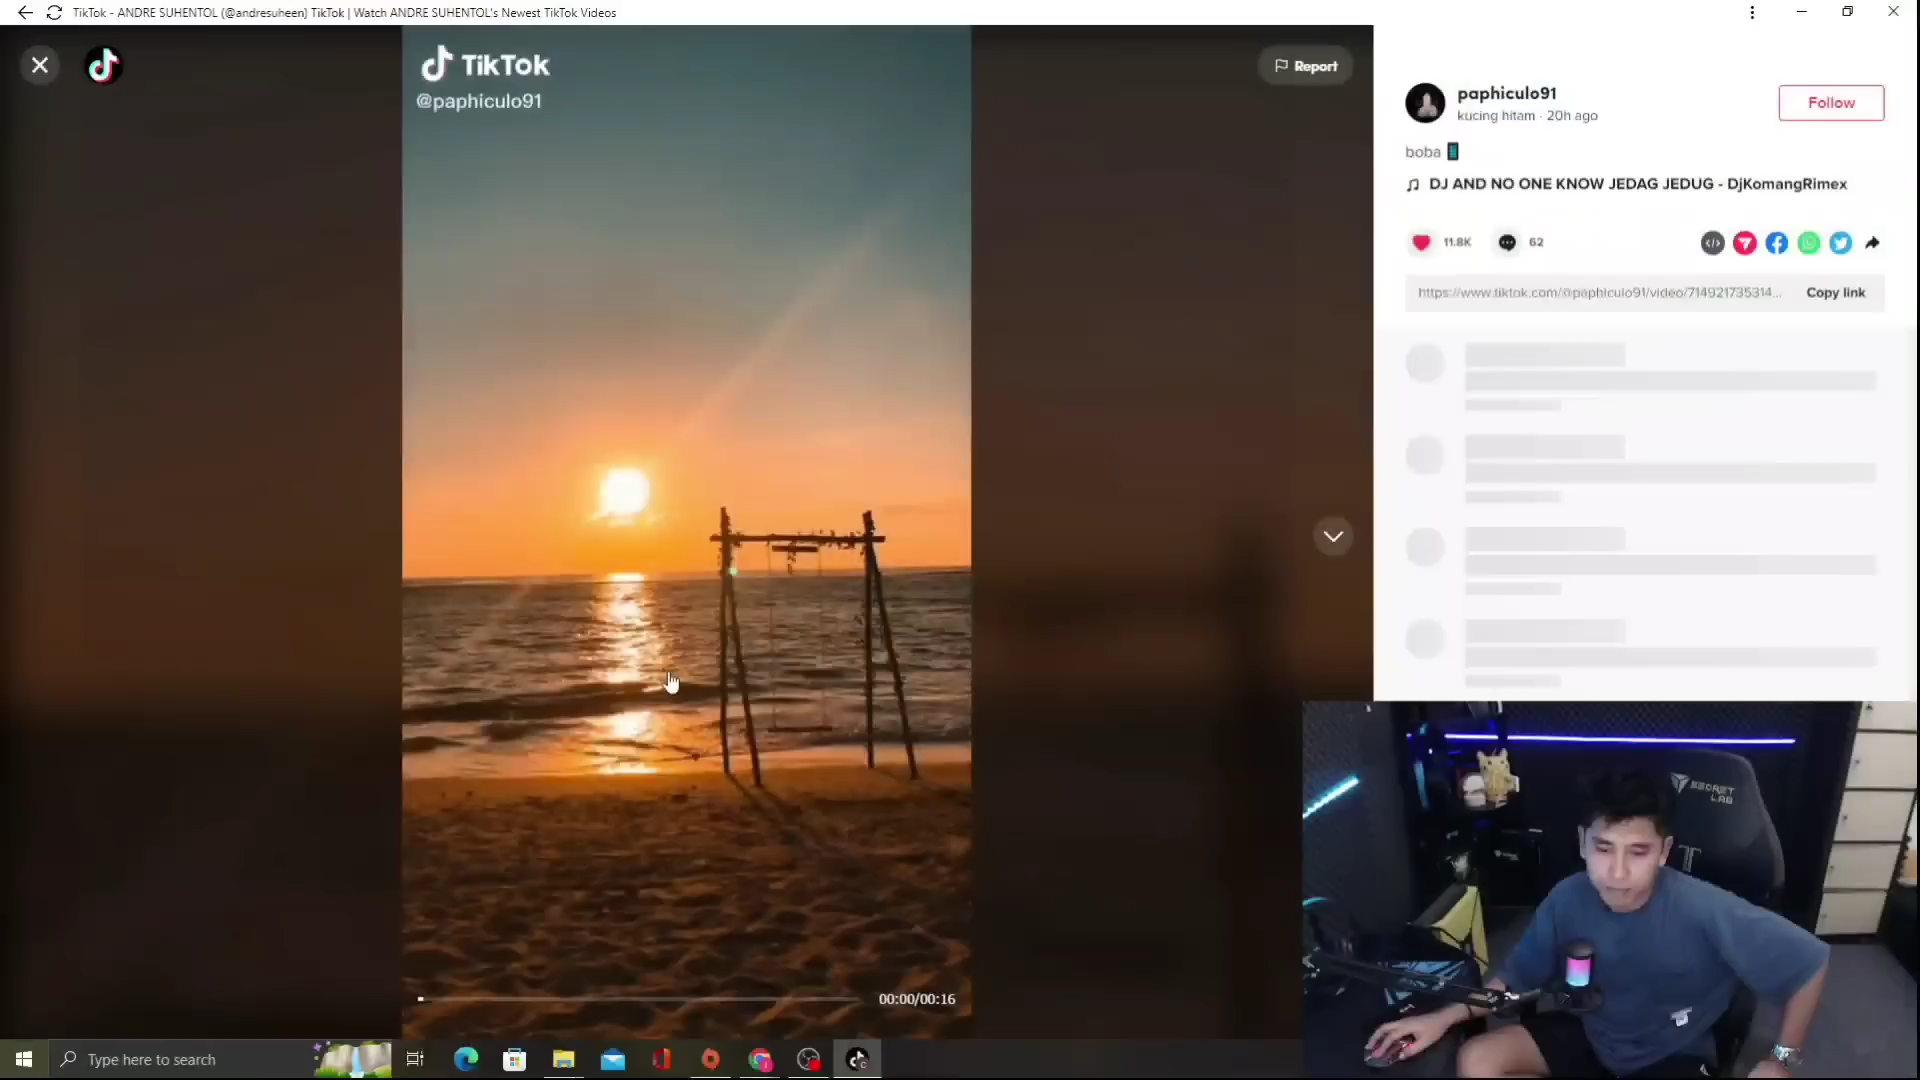 TikTok - ANDRE SUHENTOL (@andresuheen) TikTok | Watch ANDRE SUHENTOL's Newest TikTok Videos
TikTok
@paphiculo91
Report
paphiculo91
kucing hitam · 20h ago
Follow
boba
DJ AND NO ONE KNOW JEDAG JEDUG - DjKomangRimex
11.8K
62
https://www.tiktok.com/@paphiculo91/video/714921735314...
Copy link
SECRET
LAB
00:00/00:16
Type here to search